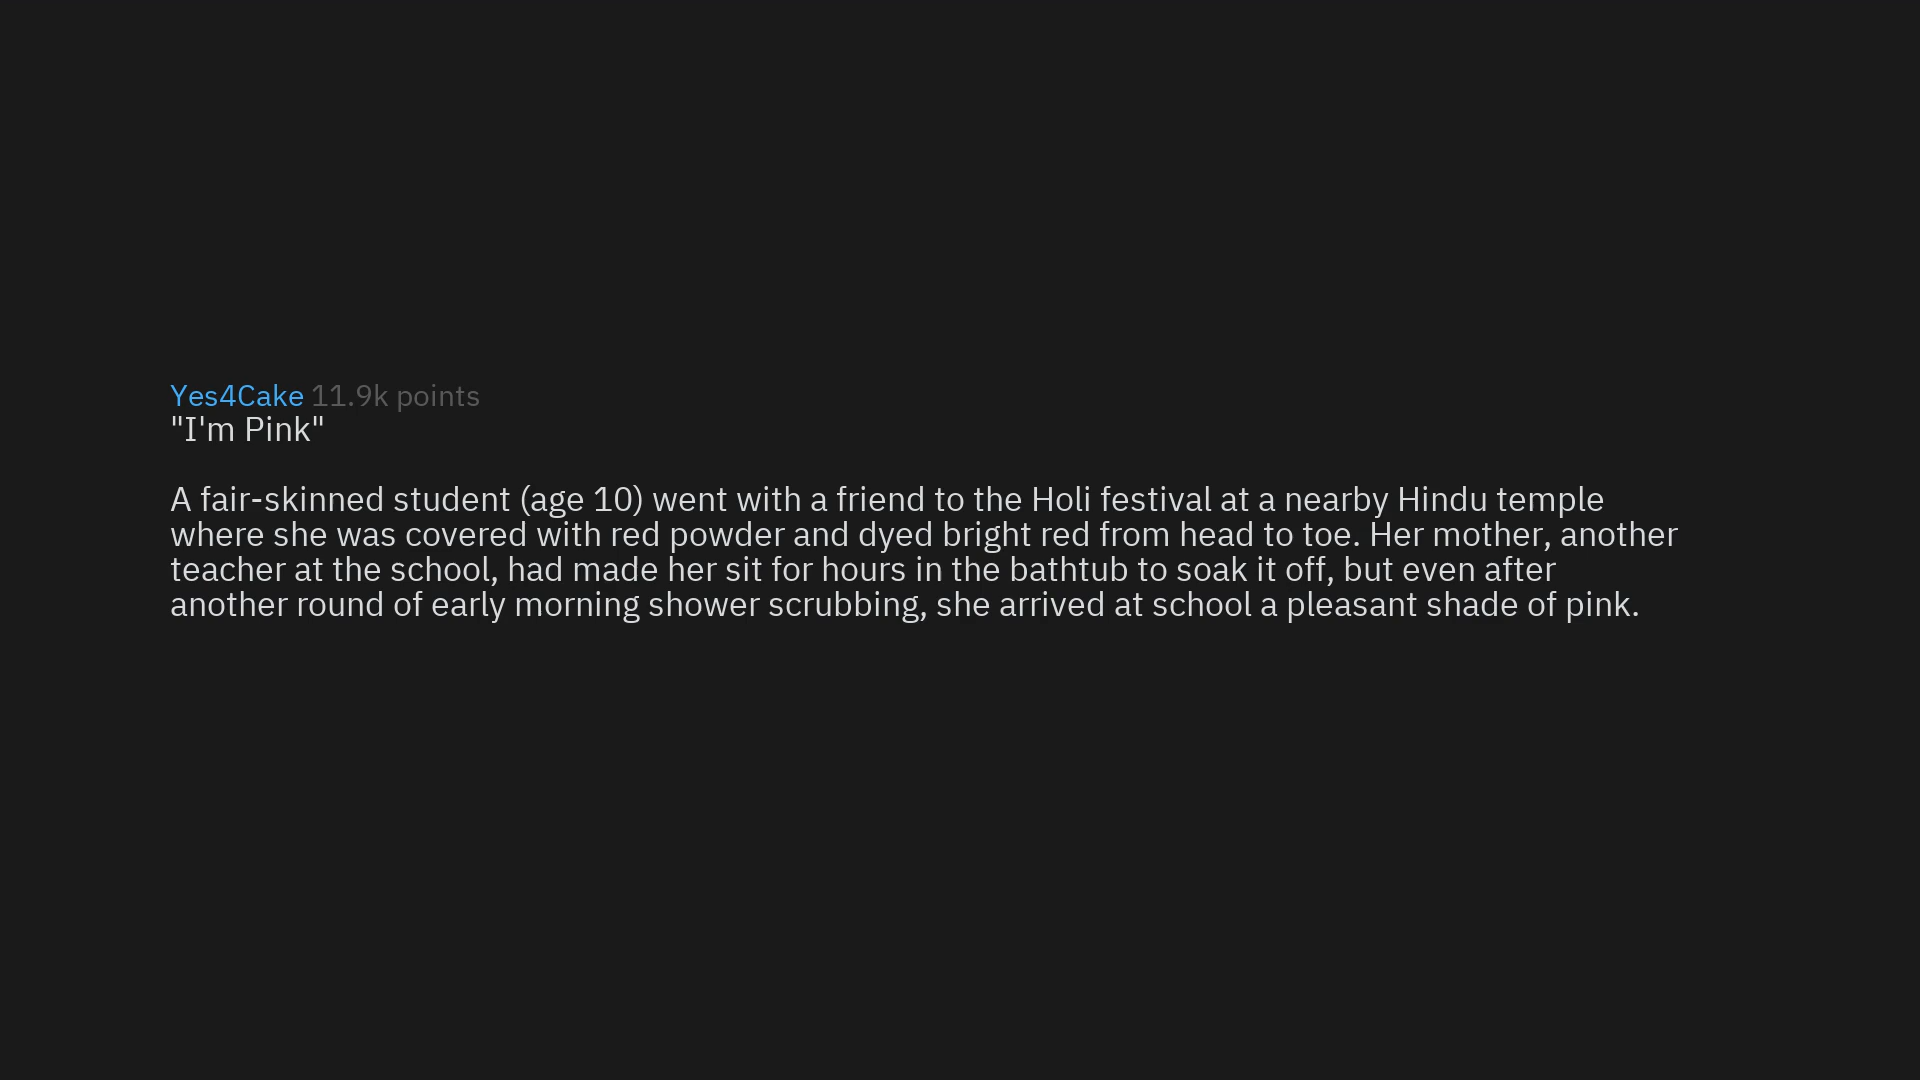 Yes4Cake 11.9k points
"I'm Pink"
A fair-skinned student (age 10) went with a friend to the Holi festival at a nearby Hindu temple
where she was covered with red powder and dyed bright red from head to toe. Her mother, another
teacher at the school, had made her sit for hours in the bathtub to soak it off, but even after
another round of early morning shower scrubbing, she arrived at school a pleasant shade of pink.